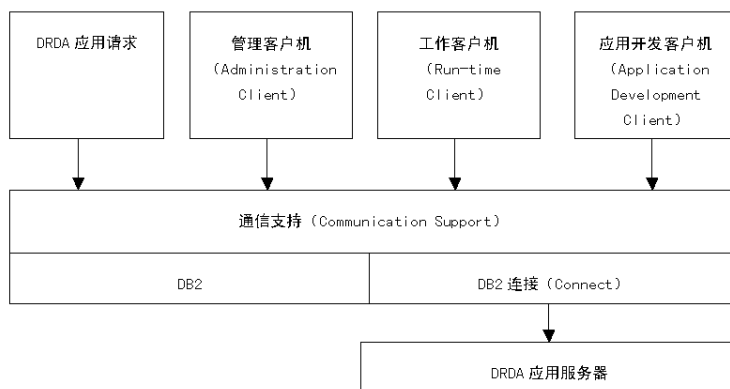 DRDA 应用请求
管理客户机
（Administration
Client）
工作客户机
（Run-time
Client）
应用开发客户机
（Application
Development
Client）
通信支持（Communication Support）
DB2
DB2 连接（Connect）
DRDA 应用服务器